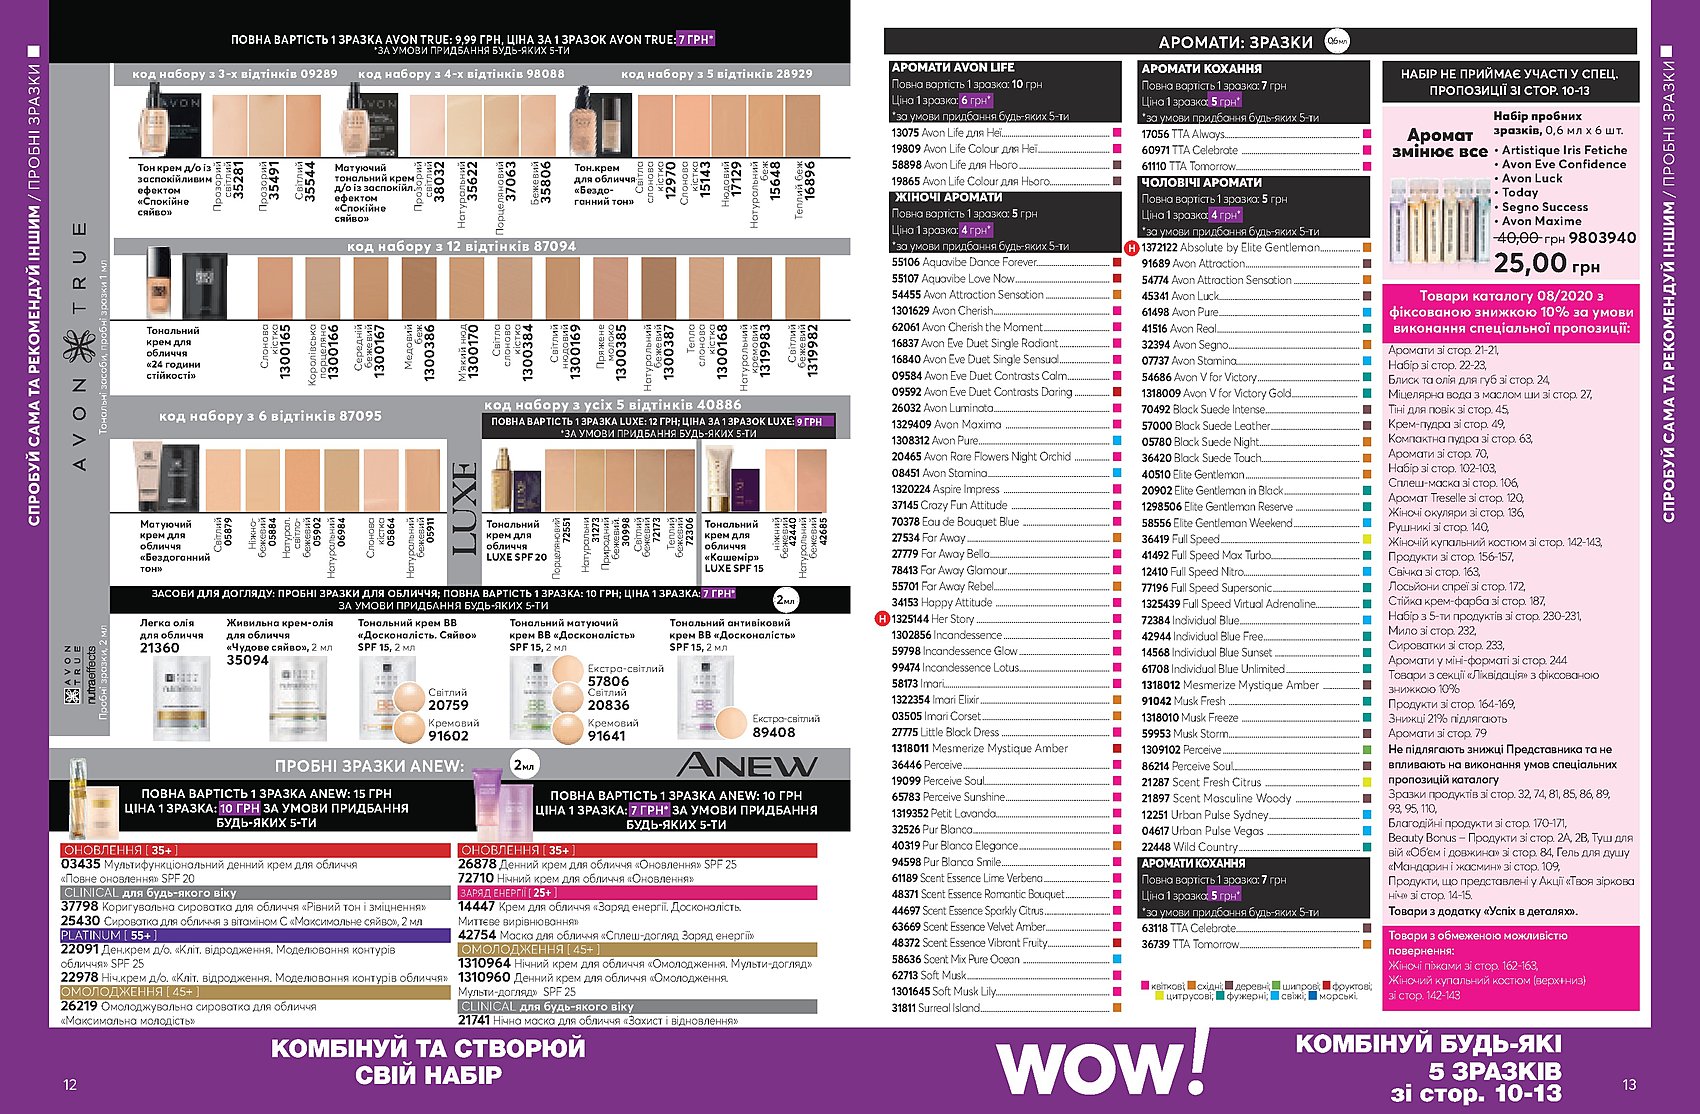 СПРОБУЙ САМА ТА РЕКОМЕНДУЙ ІНШИМ / ПРОБНІ ЗРАЗКИ
ПОВНА ВАРТІСТЬ 1 ЗРАЗКА AVON TRUE: 9,99 ГРН, ЦІНА ЗА 1 ЗРАЗОК AVON TRUE: 7 ГРН*
*ЗА УМОВИ ПРИДБАННЯ БУДЬ-ЯКИХ 5-ТИ
AVON TRUE
Тональні засоби, пробні зразки 1 мл
код набору з 3-х відтінків 09289
код набору з 4-х відтінків 98088
код набору з 5 відтінків 28929
Тон крем д/о із
заспокійливим
ефектом
«Спокійне
сяйво»
Прозорий світлий 35281
Прозорий 35491
Світлий 35544
Матуючий
тональний крем
д/о із заспокійл.
ефектом
«Спокійне
сяйво»
Прозорий світлий 38032
Натуральний 35622
Порцеляновий 37063
Бежевий 35806
Тон.крем
для обличчя
«Бездо-
ганний тон»
Світла слонова кістка 12970
Слонова кістка 15143
Нюдовий 17129
Натуральний беж 15648
Теплий беж 16896
код набору з 12 відтінків 87094
Тональний
крем для
обличчя
«24 години
стійкості»
Слонова кістка 1300165
Королівська порцеляна 1300166
Середній бежевий 1300167
Медовий беж 1300386
М'який нюд 1300170
Світла слонова кістка 1300384
Світлий нюдовий 1300169
Пряжене молоко 1300385
Натуральний бежевий 1300387
Тепла слонова кістка 1300168
Натуральний кремовий 1319983
Світлий бежевий 1319982
код набору з 6 відтінків 87095
Матуючий
крем для
обличчя
«Бездоганний
тон»
Світлий 05879
Ніжно-бежевий 05884
Натурал. світло-бежевий 05902
Натуральний 06984
Слонова кістка 05064
Натуральний бежевий 05911
код набору з усіх 5 відтінків 40886
ПОВНА ВАРТІСТЬ 1 ЗРАЗКА LUXE: 12 ГРН; ЦІНА ЗА 1 ЗРАЗОК LUXE: 9 ГРН
*ЗА УМОВИ ПРИДБАННЯ БУДЬ-ЯКИХ 5-ТИ
LUXE
Тональний
крем для
обличчя
LUXE SPF 20
Порцеляновий 72551
Натуральний 31273
Природний бежевий 30998
Світлий бежевий 72173
Теплий бежевий 72306
Тональний
крем для
обличчя
«Кашемір»
LUXE SPF 15
ніжний бежевий 42440
Натуральний бежевий 42685
ЗАСОБИ ДЛЯ ДОГЛЯДУ: ПРОБНІ ЗРАЗКИ ДЛЯ ОБЛИЧЧЯ; ПОВНА ВАРТІСТЬ 1 ЗРАЗКА: 10 ГРН; ЦІНА 1 ЗРАЗКА: 7 ГРН*
ЗА УМОВИ ПРИДБАННЯ БУДЬ-ЯКИХ 5-ТИ
2мл
AVON TRUE
nutraeffects
Пробні зразки, 2 мл
Легка олія
для обличчя
21360
Живильна крем-олія
для обличчя
«Чудове сяйво», 2 мл
35094
Тональний крем BB
«Досконалість. Сяйво»
SPF 15, 2 мл
Світлий
20759
Кремовий
91602
Тональний матуючий
крем BB «Досконалість»
SPF 15, 2 мл
Екстра-світлий
57806
Світлий
20836
Кремовий
91641
Тональний антивіковий
крем BB «Досконалість»
SPF 15, 2 мл
Екстра-світлий
89408
ПРОБНІ ЗРАЗКИ ANEW:
2мл
ANEW
ПОВНА ВАРТІСТЬ 1 ЗРАЗКА ANEW: 15 ГРН
ЦІНА 1 ЗРАЗКА: 10 ГРН ЗА УМОВИ ПРИДБАННЯ
БУДЬ-ЯКИХ 5-ТИ
ОНОВЛЕННЯ [ 35+ ]
03435 Мультифункціональний денний крем для обличчя
«Повне оновлення» SPF 20
CLINICAL для будь-якого віку
37798 Коригувальна сироватка для обличчя «Рівний тон і зміцнення»
25430 Сироватка для обличчя з вітаміном С «Максимальне сяйво», 2 мл
PLATINUM [ 55+ ]
22091 Ден.крем д/о. «Кліт. відродження. Моделювання контурів
обличчя» SPF 25
22978 Ніч.крем д/о. «Кліт. відродження. Моделювання контурів обличчя»
ОМОЛОДЖЕННЯ [ 45+ ]
26219 Омолоджувальна сироватка для обличчя
«Максимальна молодість»
ПОВНА ВАРТІСТЬ 1 ЗРАЗКА ANEW: 10 ГРН
ЦІНА 1 ЗРАЗКА: 7 ГРН* ЗА УМОВИ ПРИДБАННЯ
БУДЬ-ЯКИХ 5-ТИ
ОНОВЛЕННЯ [ 35+ ]
26878 Денний крем для обличчя «Оновлення» SPF 25
72710 Нічний крем для обличчя «Оновлення»
ЗАРЯД ЕНЕРГІЇ [ 25+ ]
14447 Крем для обличчя «Заряд енергії. Досконалість.
Миттєве вирівнювання»
42754 Маска для обличчя «Сплеш-догляд Заряд енергії»
ОМОЛОДЖЕННЯ [ 45+ ]
1310964 Нічний крем для обличчя «Омолодження. Мульти-догляд»
1310960 Денний крем для обличчя «Омолодження.
Мульти-догляд» SPF 25
CLINICAL для будь-якого віку
21741 Нічна маска для обличчя «Захист і відновлення»
КОМБІНУЙ ТА СТВОРЮЙ
СВІЙ НАБІР
12
АРОМАТИ: ЗРАЗКИ
0,6 мл
АРОМАТИ AVON LIFE
Повна вартість 1 зразка: 10 грн
Ціна 1 зразка: 6 грн*
*за умови придбання будь-яких 5-ти
13075 Avon Life для Неї
19809 Avon Life Colour для Неї
58898 Avon Life для Нього
19865 Avon Life Colour для Нього
ЖІНОЧІ АРОМАТИ
Повна вартість 1 зразка: 5 грн
Ціна 1 зразка: 4 грн*
*за умови придбання будь-яких 5-ти
55106 Aquavibe Dance Forever
55107 Aquavibe Love Now
54455 Avon Attraction Sensation
1301629 Avon Cherish
62061 Avon Cherish the Moment
16837 Avon Eve Duet Single Radiant
16840 Avon Eve Duet Single Sensual
09584 Avon Eve Duet Contrasts Calm
09592 Avon Eve Duet Contrasts Daring
26032 Avon Luminata
1329409 Avon Maxima
1308312 Avon Pure
20465 Avon Rare Flowers Night Orchid
08451 Avon Stamina
1320224 Aspire Impress
37145 Crazy Fun Attitude
70378 Eau de Bouquet Blue
27534 Far Away
27779 Far Away Bella
78413 Far Away Glamour
55701 Far Away Rebel
34153 Happy Attitude
Н 1325144 Her Story
1302856 Incandessence
59798 Incandessence Glow
99474 Incandessence Lotus
58173 Imari
1322354 Imari Elixir
03505 Imari Corset
27775 Little Black Dress
1318011 Mesmerize Mystique Amber
36446 Perceive
19099 Perceive Soul
65783 Perceive Sunshine
1319352 Petit Lavanda
32526 Pur Blanca
40319 Pur Blanca Elegance
94598 Pur Blanca Smile
61189 Scent Essence Lime Verbena
48371 Scent Essence Romantic Bouquet
44697 Scent Essence Sparkly Citrus
63669 Scent Essence Velvet Amber
48372 Scent Essence Vibrant Fruity
58636 Scent Mix Pure Ocean
62713 Soft Musk
1301645 Soft Musk Lily
31811 Surreal Island
АРОМАТИ КОХАННЯ
Повна вартість 1 зразка: 7 грн
Ціна 1 зразка: 5 грн*
*за умови придбання будь-яких 5-ти
17056 TTA Always
60971 TTA Celebrate
61110 TTA Tomorrow
ЧОЛОВІЧІ АРОМАТИ
Повна вартість 1 зразка: 5 грн
Ціна 1 зразка: 4 грн*
*за умови придбання будь-яких 5-ти
Н 1372122 Absolute by Elite Gentleman
91689 Avon Attraction
54774 Avon Attraction Sensation
45341 Avon Luck
61498 Avon Pure
41516 Avon Real
32394 Avon Segno
07737 Avon Stamina
54686 Avon V for Victory
1318009 Avon V for Victory Gold
70492 Black Suede Intense
57000 Black Suede Leather
05780 Black Suede Night
36420 Black Suede Touch
40510 Elite Gentleman
20902 Elite Gentleman in Black
1298506 Elite Gentleman Reserve
58556 Elite Gentleman Weekend
36419 Full Speed
41492 Full Speed Max Turbo
12410 Full Speed Nitro
77196 Full Speed Supersonic
1325439 Full Speed Virtual Adrenaline
72384 Individual Blue
42944 Individual Blue Free
14568 Individual Blue Sunset
61708 Individual Blue Unlimited
1318012 Mesmerize Mystique Amber
91042 Musk Fresh
1318010 Musk Freeze
59953 Musk Storm
1309102 Perceive
86214 Perceive Soul
21287 Scent Fresh Citrus
21897 Scent Masculine Woody
12251 Urban Pulse Sydney
04617 Urban Pulse Vegas
22448 Wild Country
АРОМАТИ КОХАННЯ
Повна вартість 1 зразка: 7 грн
Ціна 1 зразка: 5 грн*
*за умови придбання будь-яких 5-ти
63118 TTA Celebrate
36739 TTA Tomorrow
квіткові; східні; деревні; шипрові; фруктові;
цитрусові; фужерні; свіжі; морські.
НАБІР НЕ ПРИЙМАЄ УЧАСТІ У СПЕЦ.
ПРОПОЗИЦІЇ ЗІ СТОР. 10-13
Аромат
змінює все
Набір пробних
зразків, 0,6 мл х 6 шт.
• Artistique Iris Fetiche
• Avon Eve Confidence
• Avon Luck
• Today
• Segno Success
• Avon Maxime
40,00 грн 9803940
25,00 грн
Товари каталогу 08/2020 з
фіксованою знижкою 10% за умови
виконання спеціальної пропозиції:
Аромати зі стор. 21-21,
Набір зі стор. 22-23,
Блиск та олія для губ зі стор. 24,
Міцелярна вода з маслом ши зі стор. 27,
Тіні для повік зі стор. 45,
Крем-пудра зі стор. 49,
Компактна пудра зі стор. 63,
Аромати зі стор. 70,
Набір зі стор. 102-103,
Сплеш-маска зі стор. 106,
Аромат Treselle зі стор. 120,
Жіночі окуляри зі стор. 136,
Рушники зі стор. 140,
Жіночій купальний костюм зі стор. 142-143,
Продукти зі стор. 156-157,
Свічка зі стор. 163,
Лосьйони спреї зі стор. 172,
Стійка крем-фарба зі стор. 187,
Набір з 5-ти продуктів зі стор. 230-231,
Мило зі стор. 232,
Сироватки зі стор. 233,
Аромати у міні-форматі зі стор. 244
Товари з секції «Ліквідація» з фіксованою
знижкою 10%
Продукти зі стор. 164-169,
Знижці 21% підлягають
Аромати зі стор. 79
Не підлягають знижці Представника та не
впливають на виконання умов спеціальних
пропозицій каталогу
Зразки продуктів зі стор. 32, 74, 81, 85, 86, 89,
93, 95, 110,
Благодійні продукти зі стор. 170-171,
Beauty Bonus – Продукти зі стор. 2А, 2В, Туш для
вій «Об'єм і довжина» зі стор. 84, Гель для душу
«Мандарин і жасмин» зі стор. 109,
Продукти, що представлені у Акції «Твоя зіркова
ніч» зі стор. 14-15.
Товари з додатку «Успіх в деталях».
Товари з обмеженою можливістю
повернення:
Жіночі піжами зі стор. 162-163,
Жіночий купальний костюм (верх+низ)
зі стор. 142-143
WOW!
КОМБІНУЙ БУДЬ-ЯКІ
5 ЗРАЗКІВ
зі стор. 10-13
13
СПРОБУЙ САМА ТА РЕКОМЕНДУЙ ІНШИМ / ПРОБНІ ЗРАЗКИ